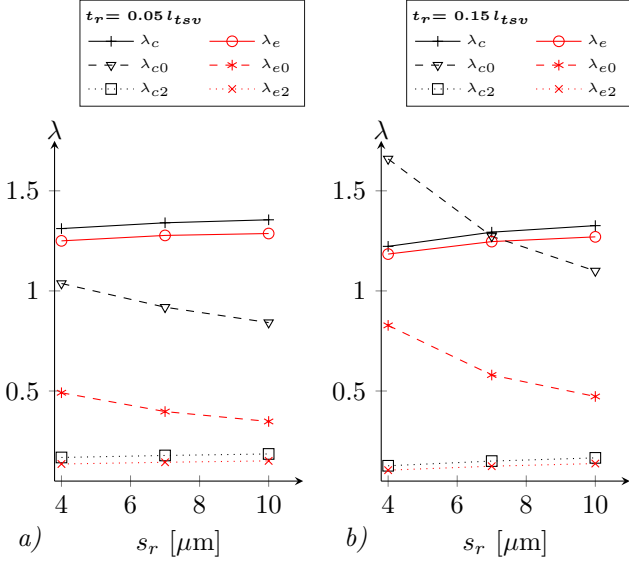 t_r = 0.05 l_tsv
λ_c λ_e
λ_c0 λ_e0
λ_c2 λ_e2
λ
1.5
1
0.5
4 6 8 10
s_r [μm]
a)
t_r = 0.15 l_tsv
λ_c λ_e
λ_c0 λ_e0
λ_c2 λ_e2
λ
1.5
1
0.5
4 6 8 10
s_r [μm]
b)